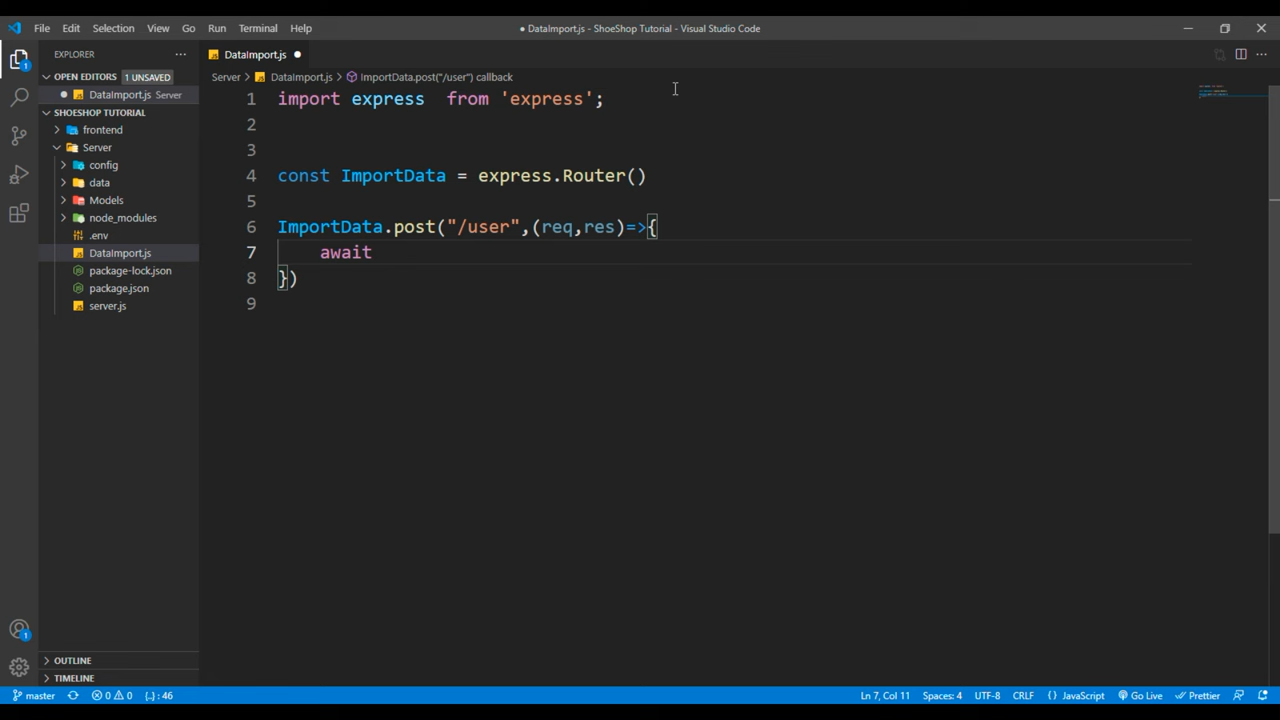 File Edit Selection View Go Run Terminal Help
● DataImport.js - ShoeShop Tutorial - Visual Studio Code
EXPLORER
OPEN EDITORS 1 UNSAVED
DataImport.js Server
SHOESHOP TUTORIAL
frontend
Server
config
data
Models
node_modules
.env
DataImport.js
package-lock.json
package.json
server.js
OUTLINE
TIMELINE
DataImport.js
Server > DataImport.js > ImportData.post("/user") callback
1 import express  from 'express';
2
3
4 const ImportData = express.Router()
5
6 ImportData.post("/user",(req,res)=>{
7     await
8 })
9
1
1
master 0 0 {..} : 46
Ln 7, Col 11 Spaces: 4 UTF-8 CRLF {} JavaScript Go Live Prettier